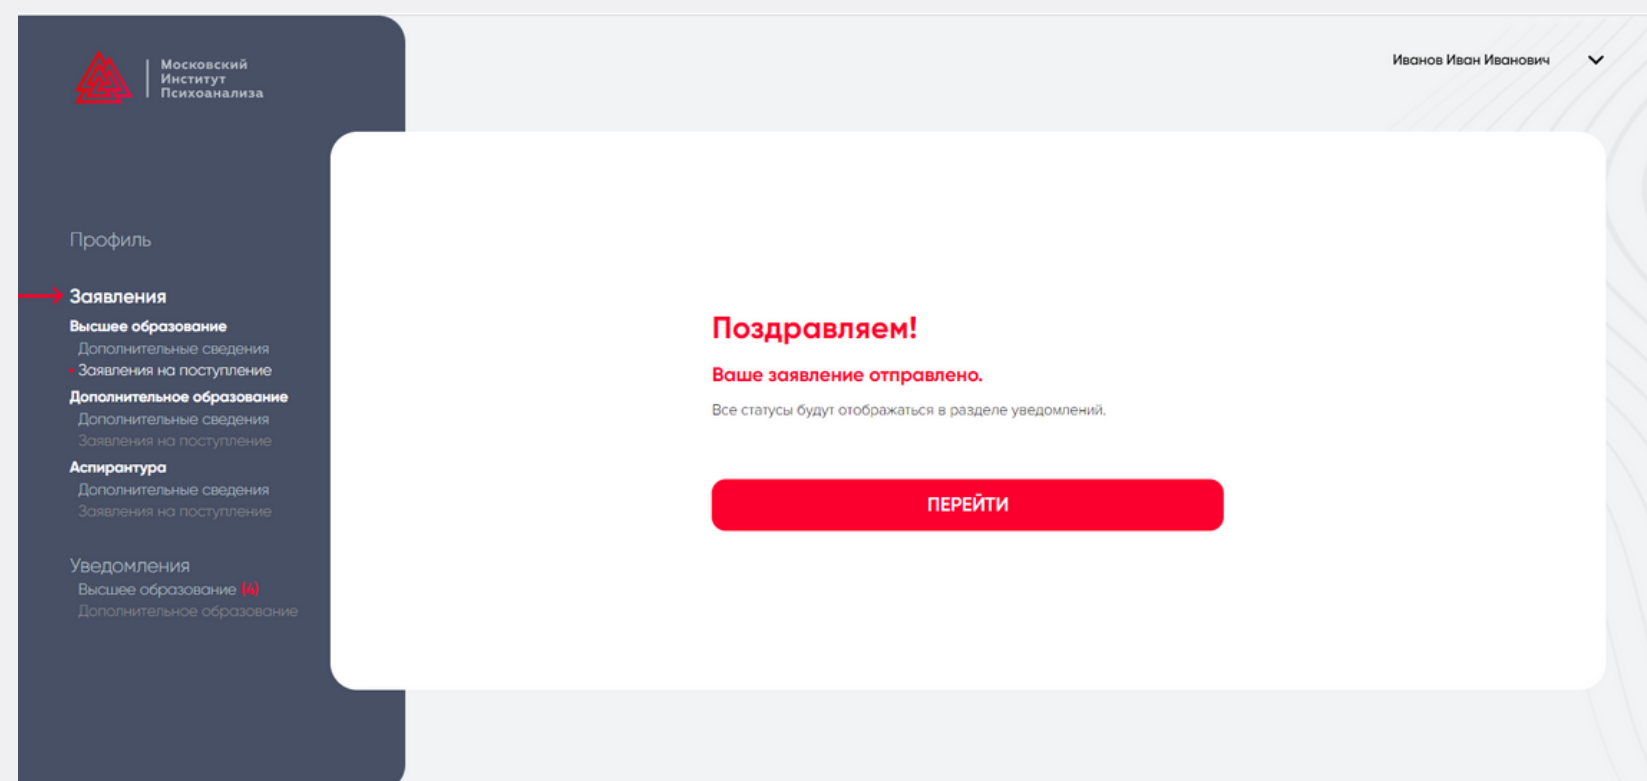 Московский
Институт
Психоанализа
Иванов Иван Иванович
Профиль
Заявления
Высшее образование
Дополнительные сведения
Заявления на поступление
Дополнительное образование
Дополнительные сведения
Заявления на поступление
Аспирантура
Дополнительные сведения
Заявления на поступление
Уведомления
Высшее образование (4)
Дополнительное образование
Поздравляем!
Ваше заявление отправлено.
Все статусы будут отображаться в разделе уведомлений.
ПЕРЕЙТИ